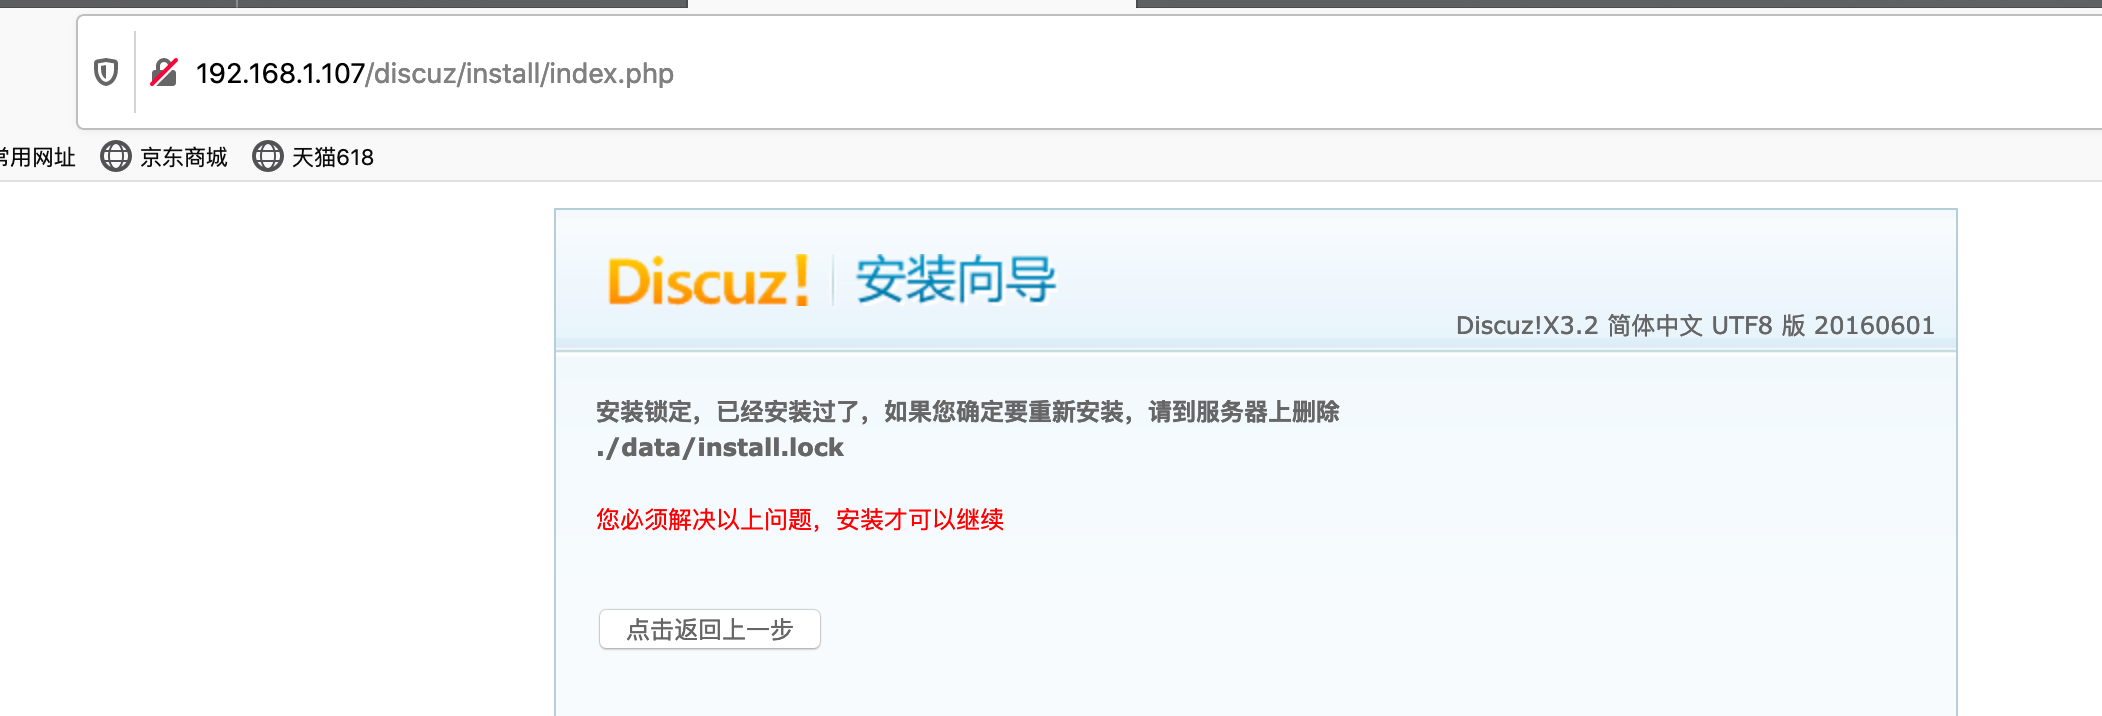 192.168.1.107/discuz/install/index.php
用网址 京东商城 天猫618
Discuz! 安装向导
Discuz!X3.2 简体中文 UTF8 版 20160601
安装锁定，已经安装过了，如果您确定要重新安装，请到服务器上删除
./data/install.lock
您必须解决以上问题，安装才可以继续
点击返回上一步